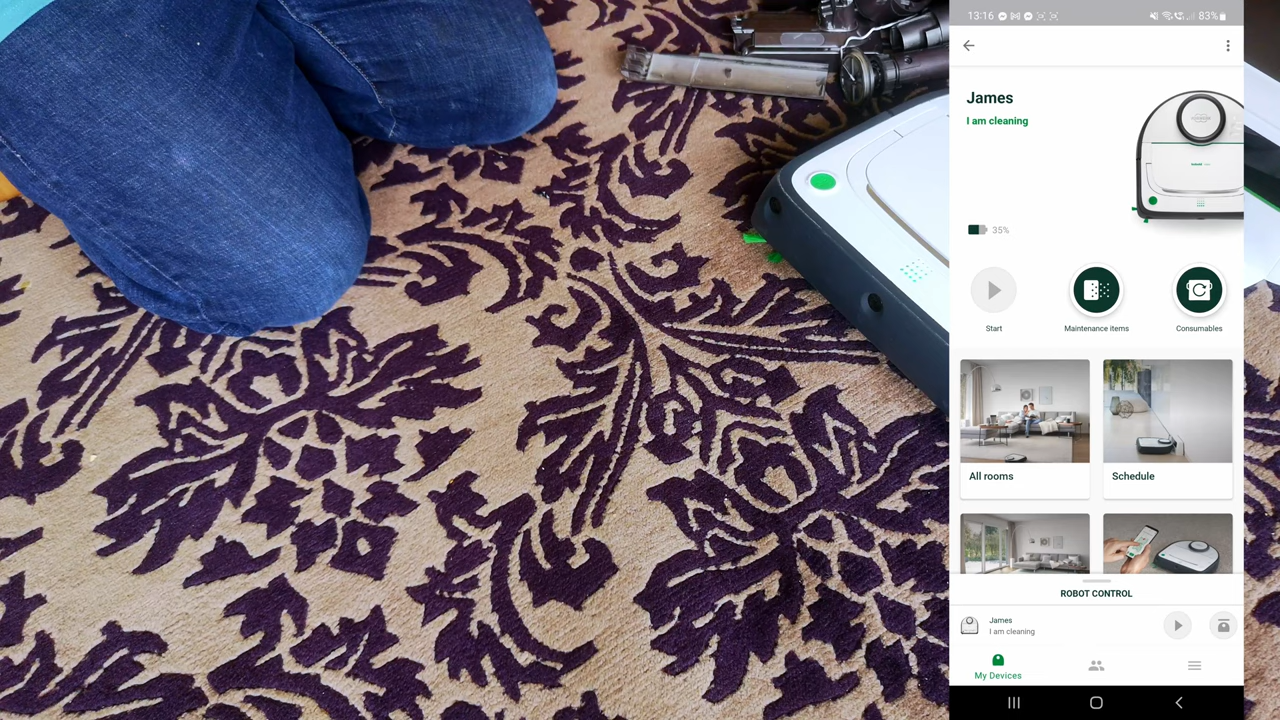 13:16
83%
James
I am cleaning
35%
Start
Maintenance items
Consumables
All rooms
Schedule
ROBOT CONTROL
James
I am cleaning
My Devices